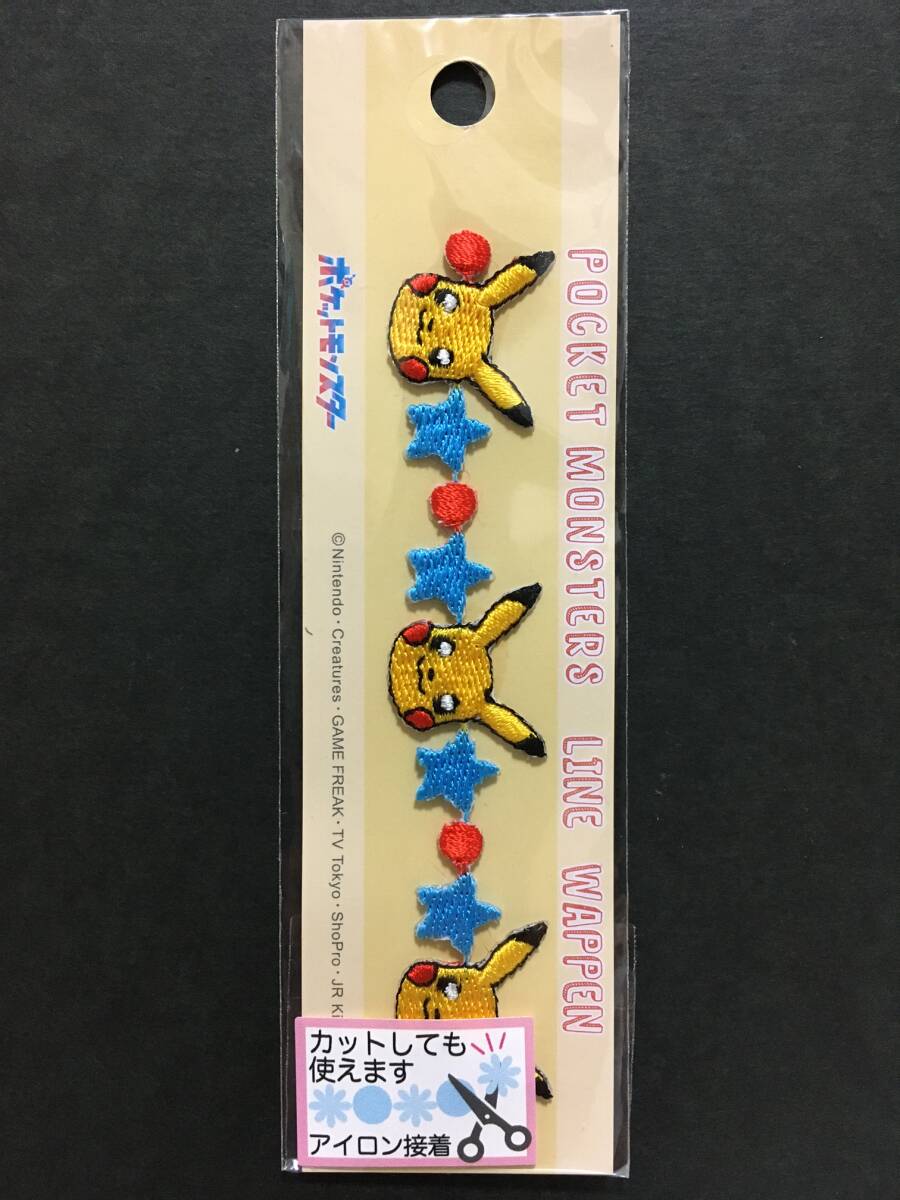 POCKET MONSTERS LINE WAPPEN
ポケットモンスター
©Nintendo・Creatures・GAME FREAK・TV Tokyo・ShoPro・JR Ki
カットしても
使えます
アイロン接着